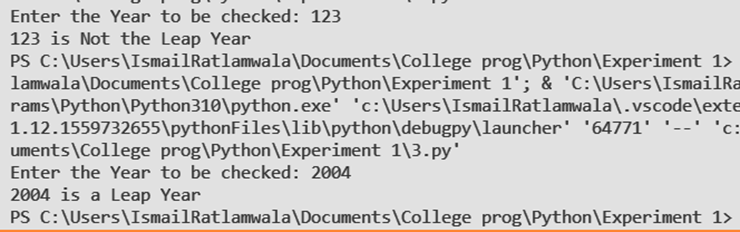 Enter the Year to be checked: 123
123 is Not the Leap Year
PS C:\Users\IsmailRatlamwala\Documents\College prog\Python\Experiment 1>
lamwala\Documents\College prog\Python\Experiment 1'; & 'C:\Users\IsmailRa
rams\Python\Python310\python.exe' 'c:\Users\IsmailRatlamwala\.vscode\exte
1.12.1559732655\pythonFiles\lib\python\debugpy\launcher' '64771' '--' 'c:
uments\College prog\Python\Experiment 1\3.py'
Enter the Year to be checked: 2004
2004 is a Leap Year
PS C:\Users\IsmailRatlamwala\Documents\College prog\Python\Experiment 1>